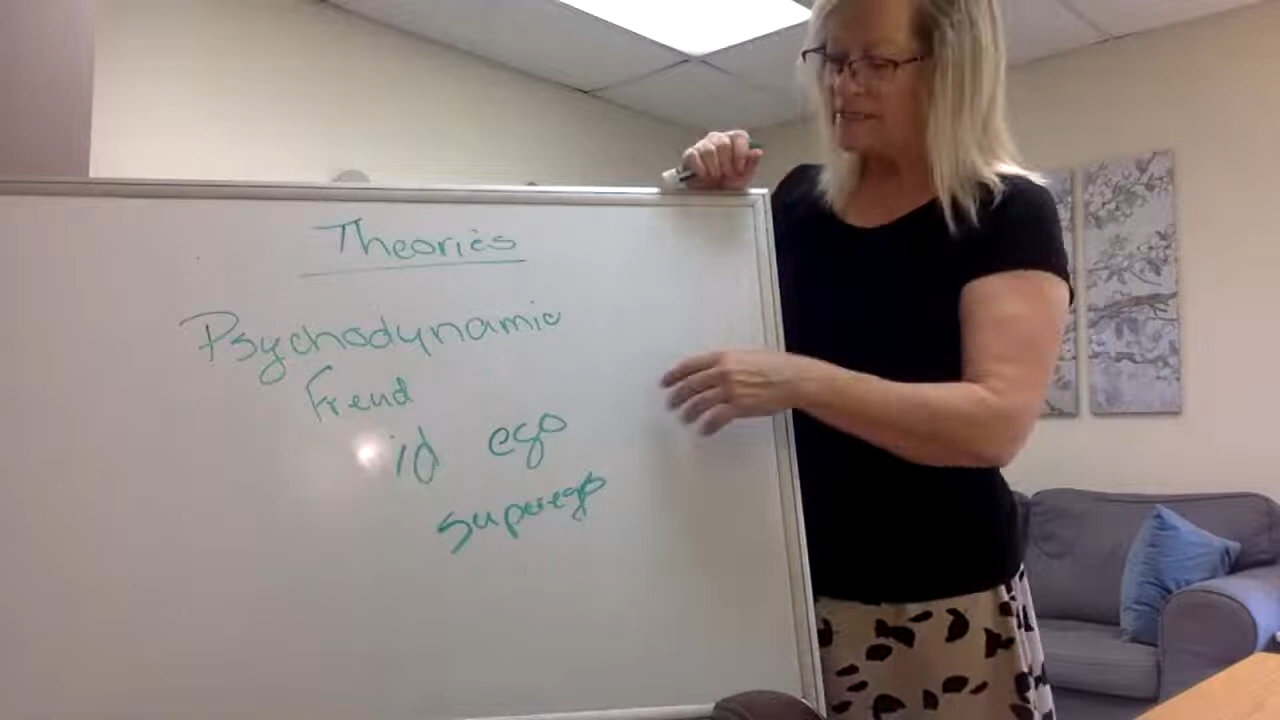 Theories
Psychodynamic
Freud
id ego
superego